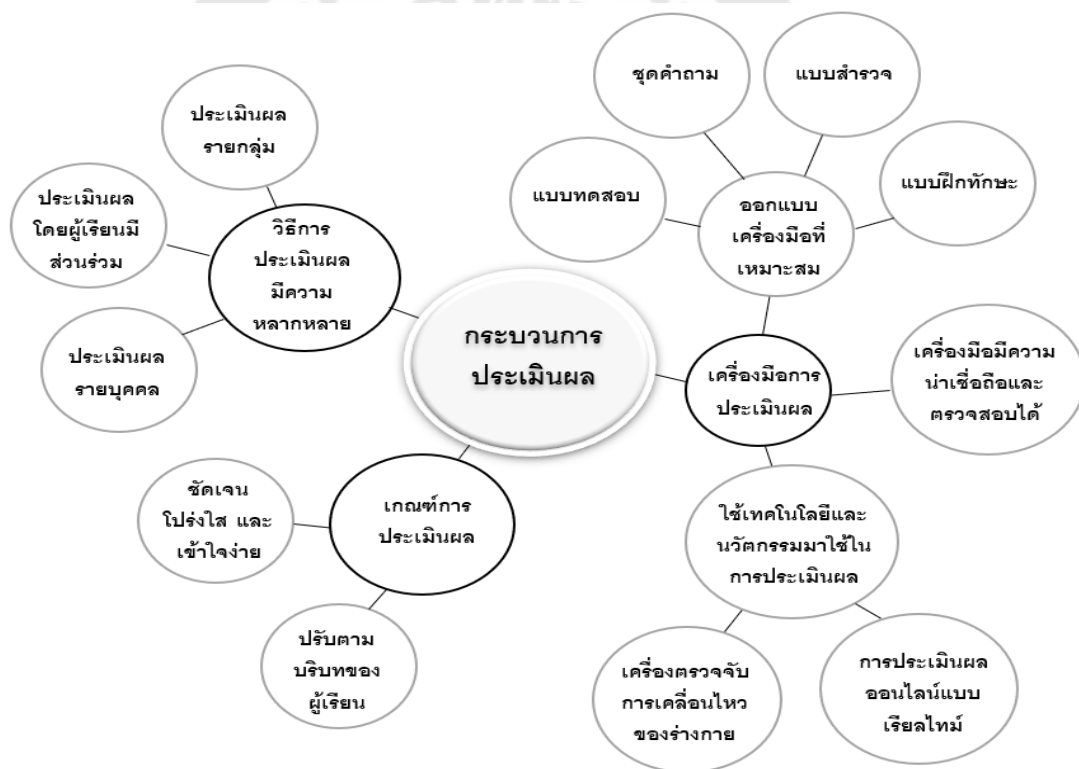 ประเมินผล
รายกลุ่ม
ประเมินผล
โดยผู้เรียนมี
ส่วนร่วม
ประเมินผล
รายบุคคล
วิธีการ
ประเมินผล
มีความ
หลากหลาย
กระบวนการ
ประเมินผล
ชัดเจน
โปร่งใส และ
เข้าใจง่าย
เกณฑ์การ
ประเมินผล
ปรับตาม
บริบทของ
ผู้เรียน
ชุดคำถาม
แบบสำรวจ
แบบทดสอบ
แบบฝึกทักษะ
ออกแบบ
เครื่องมือที่
เหมาะสม
เครื่องมือการ
ประเมินผล
เครื่องมือมีความ
น่าเชื่อถือและ
ตรวจสอบได้
ใช้เทคโนโลยีและ
นวัตกรรมมาใช้ใน
การประเมินผล
เครื่องตรวจจับ
การเคลื่อนไหว
ของร่างกาย
การประเมินผล
ออนไลน์แบบ
เรียลไทม์